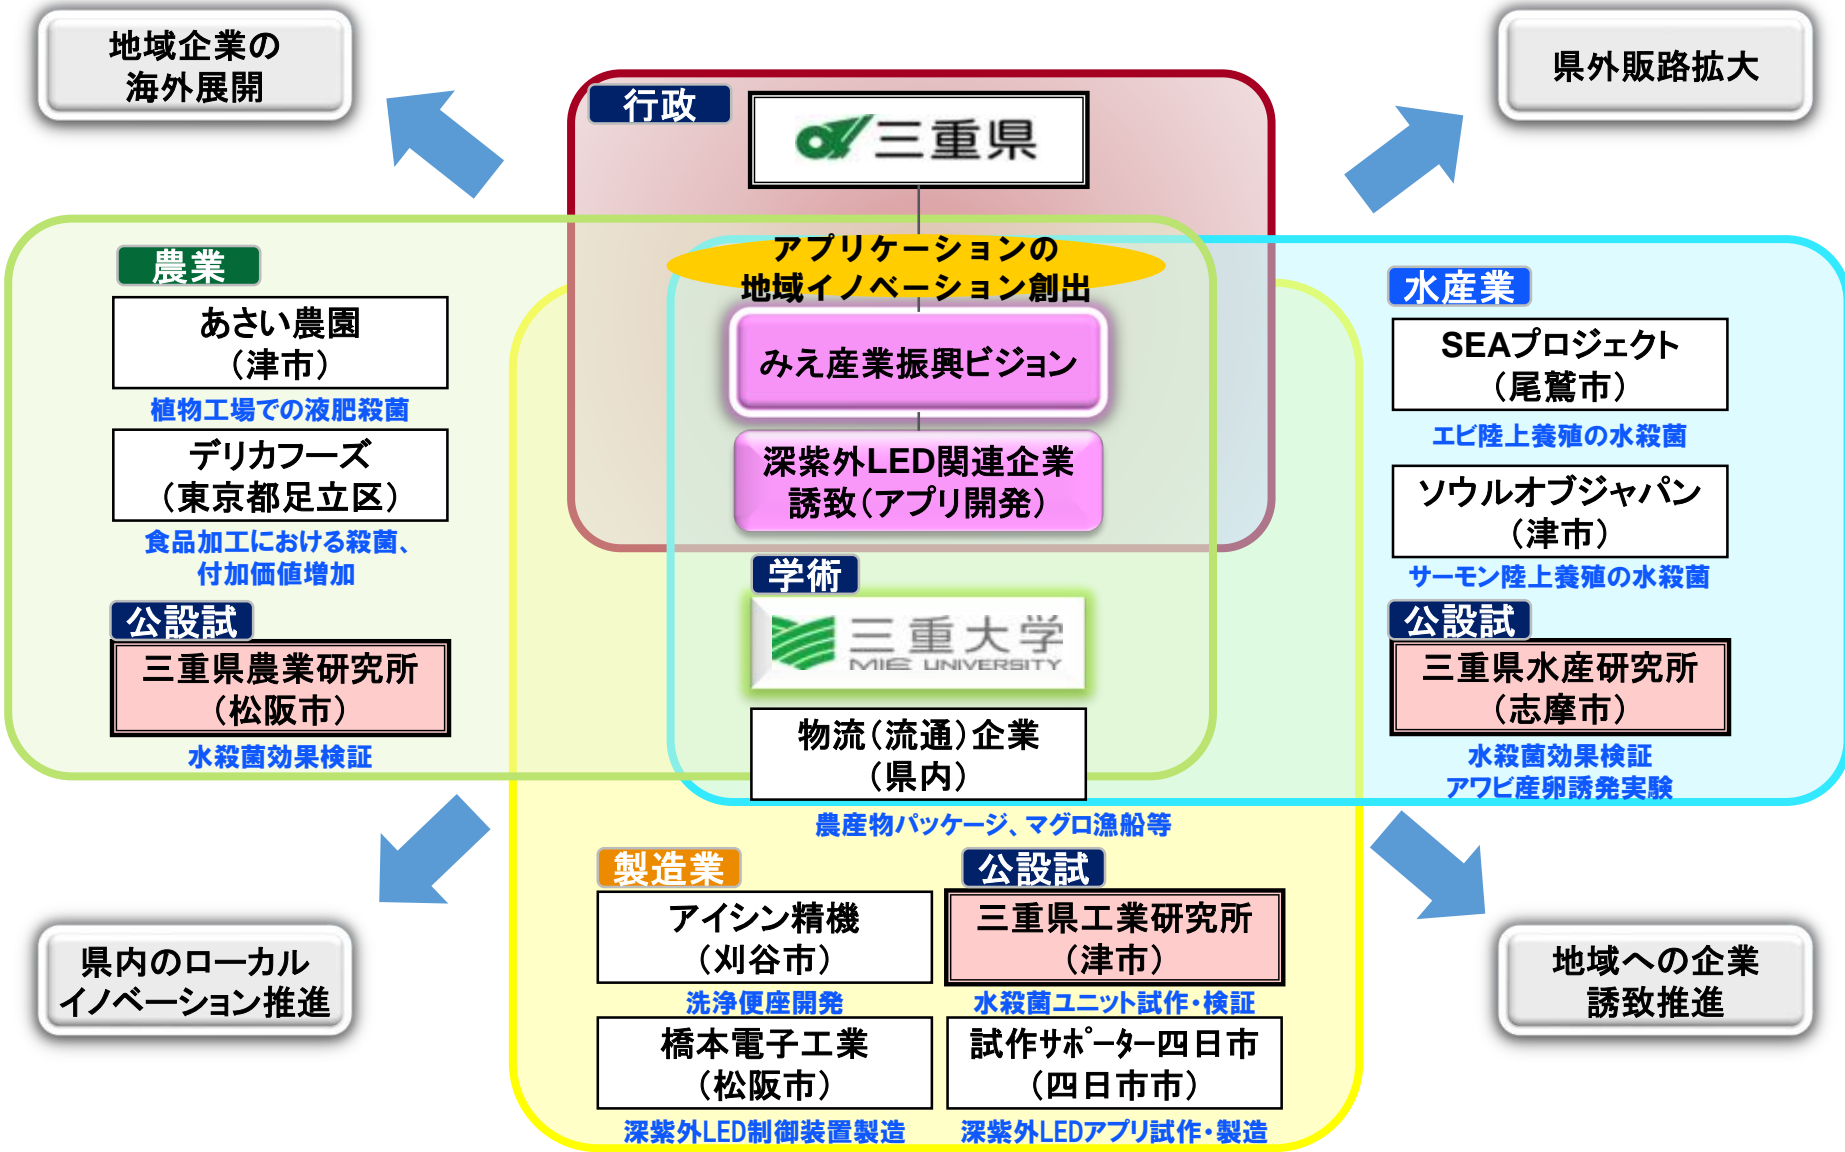 地域企業の
海外展開
県外販路拡大
行政
三重県
アプリケーションの
地域イノベーション創出
みえ産業振興ビジョン
深紫外LED関連企業
誘致（アプリ開発）
農業
あさい農園
（津市）
植物工場での液肥殺菌
デリカフーズ
（東京都足立区）
食品加工における殺菌、
付加価値増加
公設試
三重県農業研究所
（松阪市）
水殺菌効果検証
水産業
SEAプロジェクト
（尾鷲市）
エビ陸上養殖の水殺菌
ソウルオブジャパン
（津市）
サーモン陸上養殖の水殺菌
公設試
三重県水産研究所
（志摩市）
水殺菌効果検証
アワビ産卵誘発実験
学術
三重大学
MIE UNIVERSITY
物流（流通）企業
（県内）
農産物パッケージ、マグロ漁船等
製造業
アイシン精機
（刈谷市）
洗浄便座開発
橋本電子工業
（松阪市）
深紫外LED制御装置製造
公設試
三重県工業研究所
（津市）
水殺菌ユニット試作・検証
試作ｻﾎﾟｰﾀｰ四日市
（四日市市）
深紫外LEDアプリ試作・製造
県内のローカル
イノベーション推進
地域への企業
誘致推進